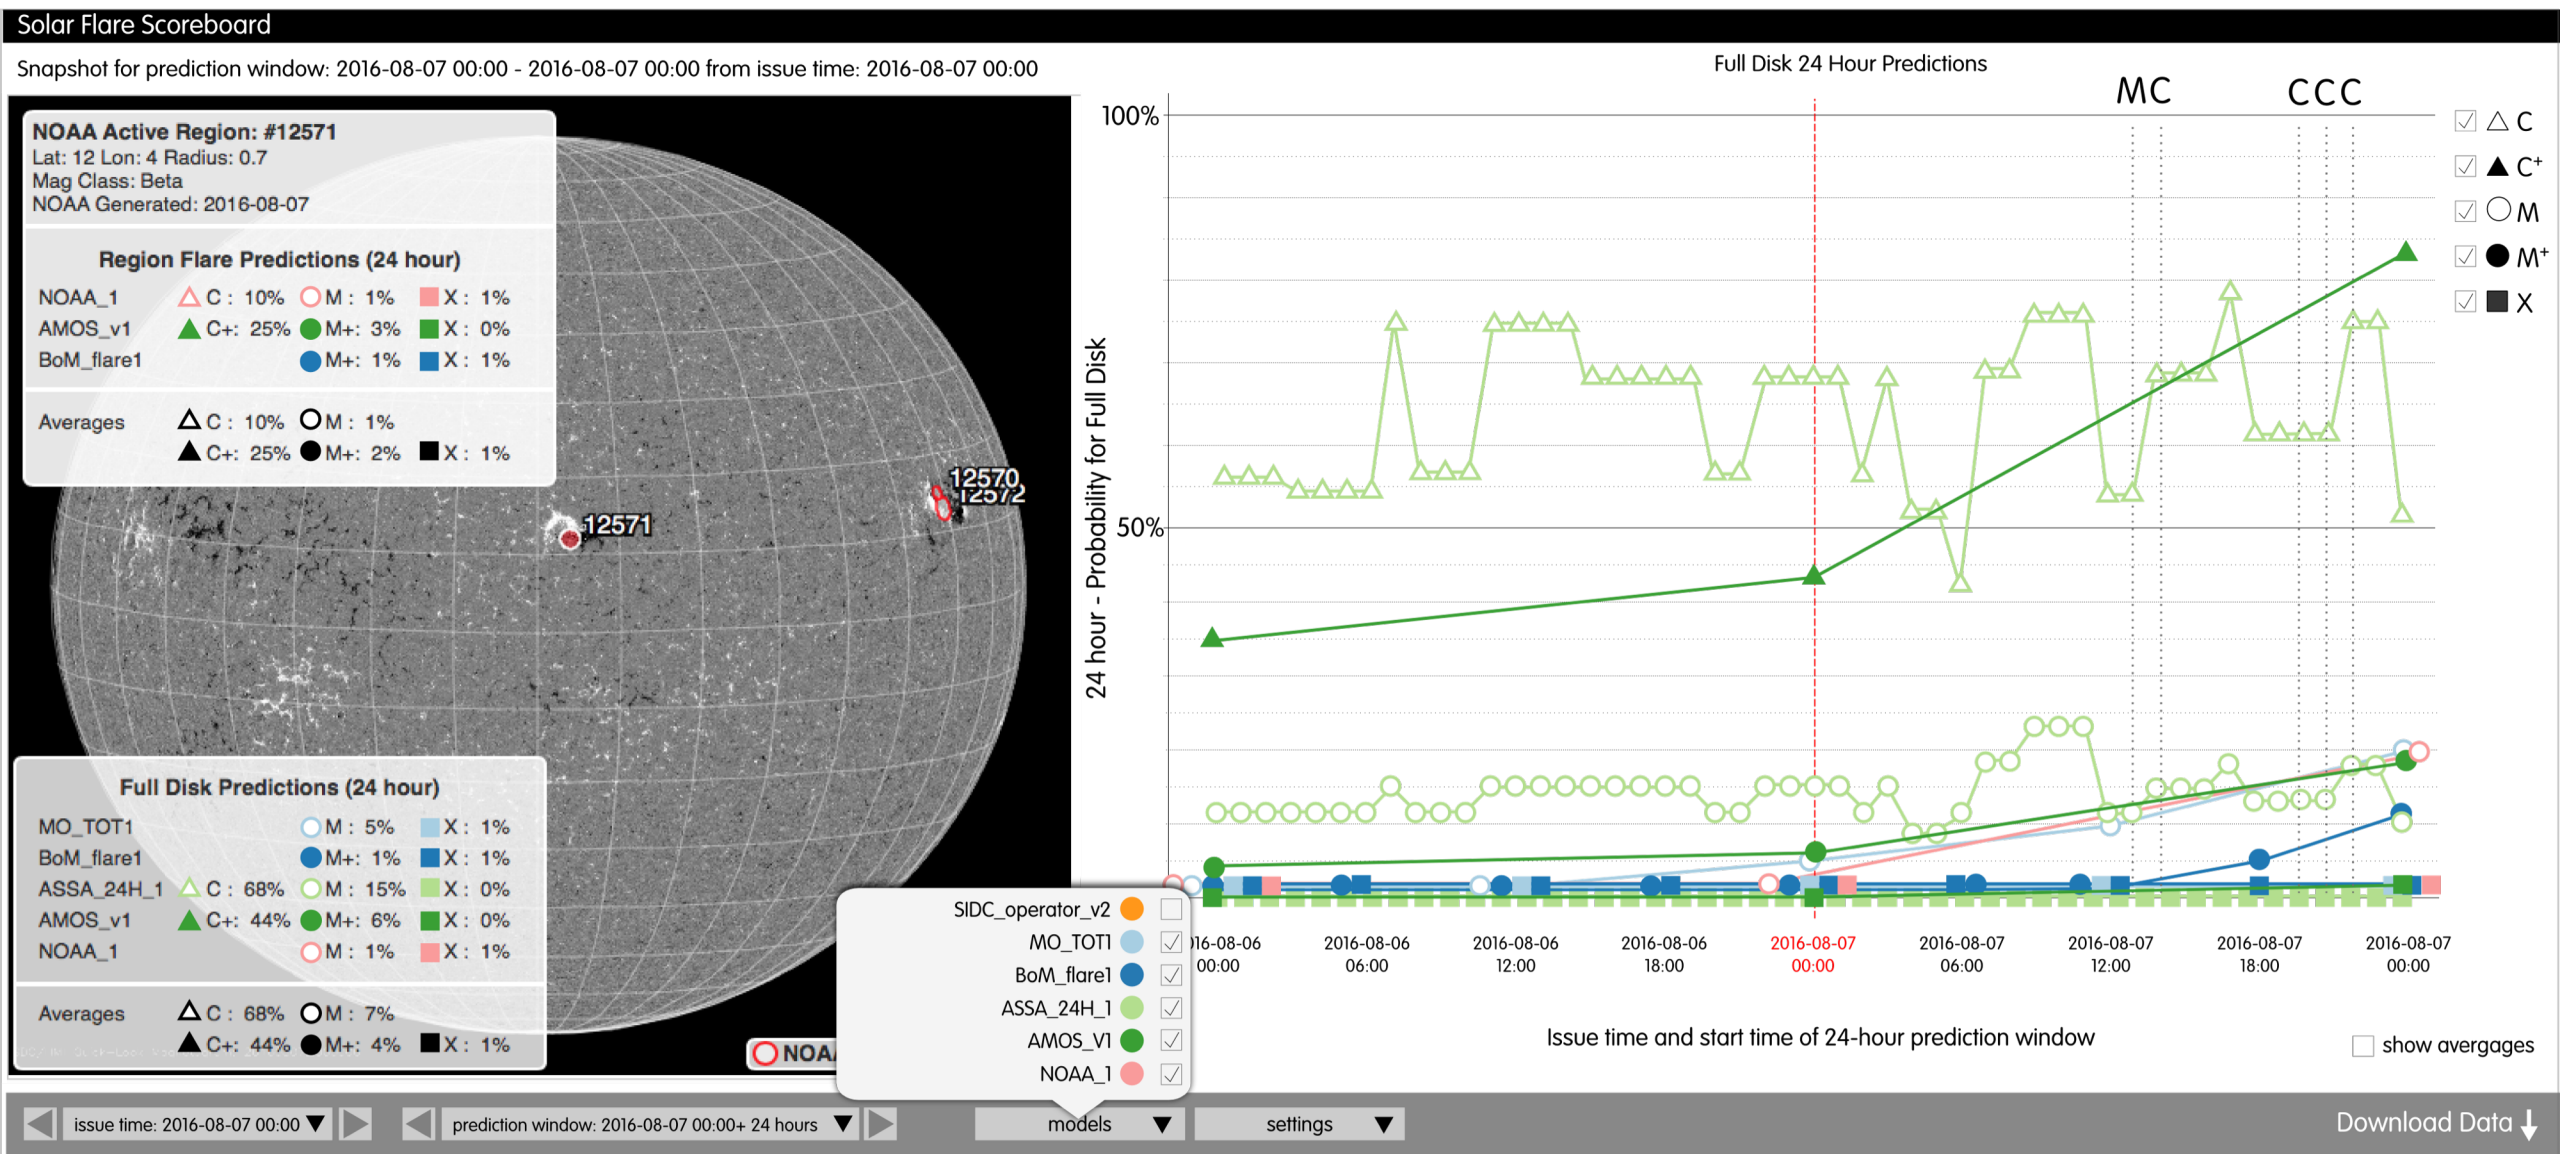 Solar Flare Scoreboard
Snapshot for prediction window: 2016-08-07 00:00 - 2016-08-07 00:00 from issue time: 2016-08-07 00:00
NOAA Active Region: #12571
Lat: 12 Lon: 4 Radius: 0.7
Mag Class: Beta
NOAA Generated: 2016-08-07
Region Flare Predictions (24 hour)
NOAA_1 C : 10% M : 1% X : 1%
AMOS_v1 C+: 25% M+: 3% X : 0%
BoM_flare1 M+: 1% X : 1%
Averages C : 10% M : 1%
C+: 25% M+: 2% X : 1%
12570
12572
12571
Full Disk Predictions (24 hour)
MO_TOT1 M : 5% X : 1%
BoM_flare1 M+: 1% X : 1%
ASSA_24H_1 C : 68% M : 15% X : 0%
AMOS_v1 C+: 44% M+: 6% X : 0%
NOAA_1 M : 1% X : 1%
Averages C : 68% M : 7%
C+: 44% M+: 4% X : 1%
Full Disk 24 Hour Predictions
M C C C C
100%
50%
24 hour - Probability for Full Disk
C
C+
M
M+
X
SIDC_operator_v2
MO_TOT1
BoM_flare1
ASSA_24H_1
AMOS_V1
NOAA_1
16-08-06 2016-08-06 2016-08-06 2016-08-06 2016-08-07 2016-08-07 2016-08-07 2016-08-07 2016-08-07
00:00 06:00 12:00 18:00 00:00 06:00 12:00 18:00 00:00
Issue time and start time of 24-hour prediction window
show avergages
issue time: 2016-08-07 00:00
prediction window: 2016-08-07 00:00+ 24 hours
models
settings
Download Data